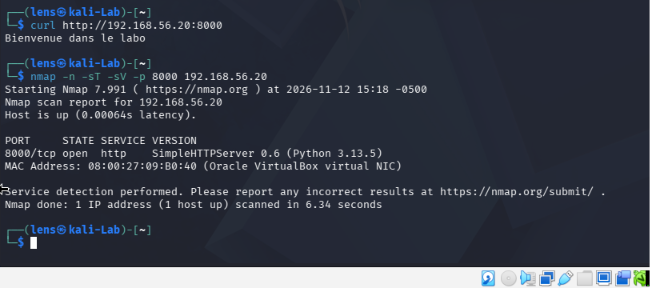 ┌──(lens㉿kali-Lab)-[~]
└─$ curl http://192.168.56.20:8000
Bienvenue dans le labo
┌──(lens㉿kali-Lab)-[~]
└─$ nmap -n -sT -sV -p 8000 192.168.56.20
Starting Nmap 7.991 ( https://nmap.org ) at 2026-11-12 15:18 -0500
Nmap scan report for 192.168.56.20
Host is up (0.00064s latency).
PORT     STATE SERVICE VERSION
8000/tcp open  http    SimpleHTTPServer 0.6 (Python 3.13.5)
MAC Address: 08:00:27:09:B0:40 (Oracle VirtualBox virtual NIC)
Service detection performed. Please report any incorrect results at https://nmap.org/submit/ .
Nmap done: 1 IP address (1 host up) scanned in 6.34 seconds
┌──(lens㉿kali-Lab)-[~]
└─$